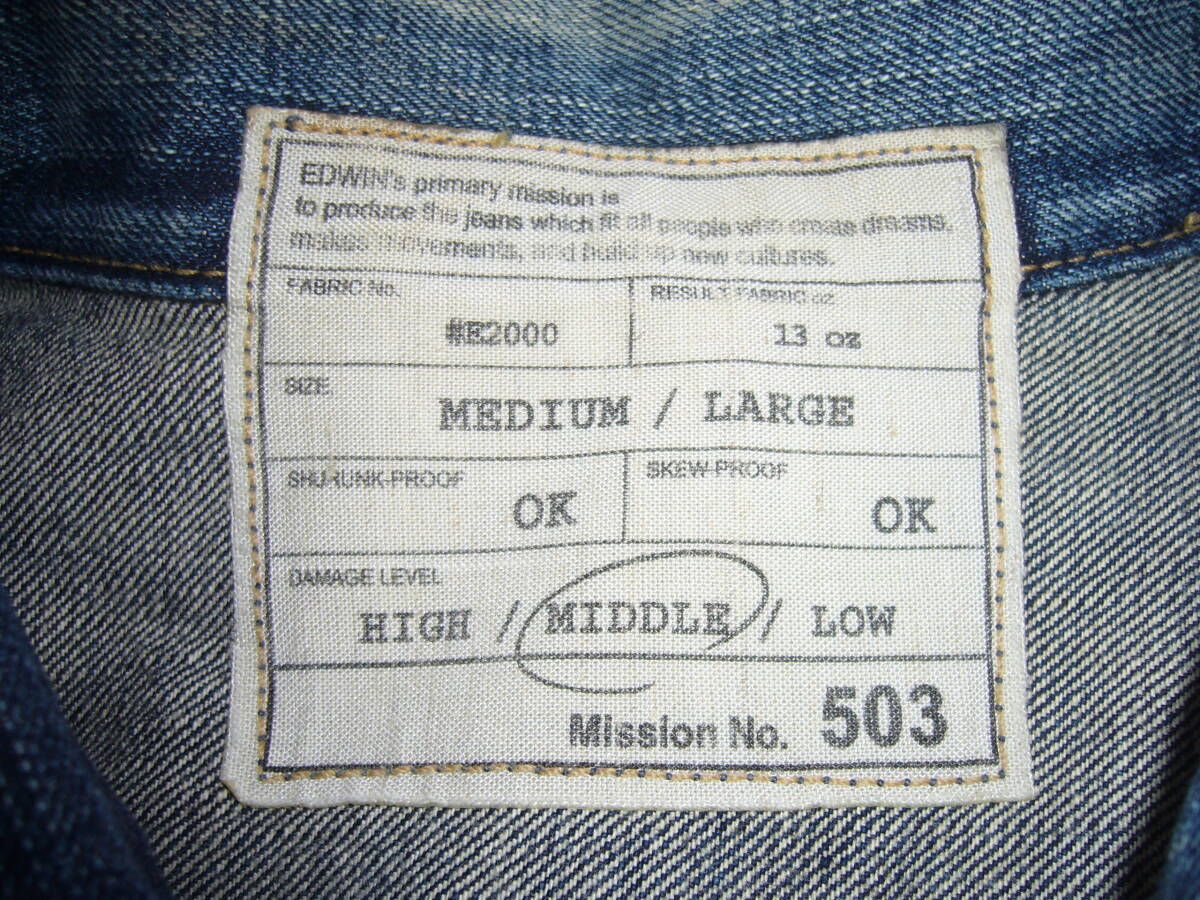 EDWIN's primary mission is
to produce the jeans which fit all people who create dreams,
makes movements, and build up new cultures.
FABRIC No. RESULT FABRIC oz
#E2000 13 oz
SIZE
MEDIUM / LARGE
SHURUNK-PROOF SKEW-PROOF
OK OK
DAMAGE LEVEL
HIGH / MIDDLE / LOW
Mission No. 503